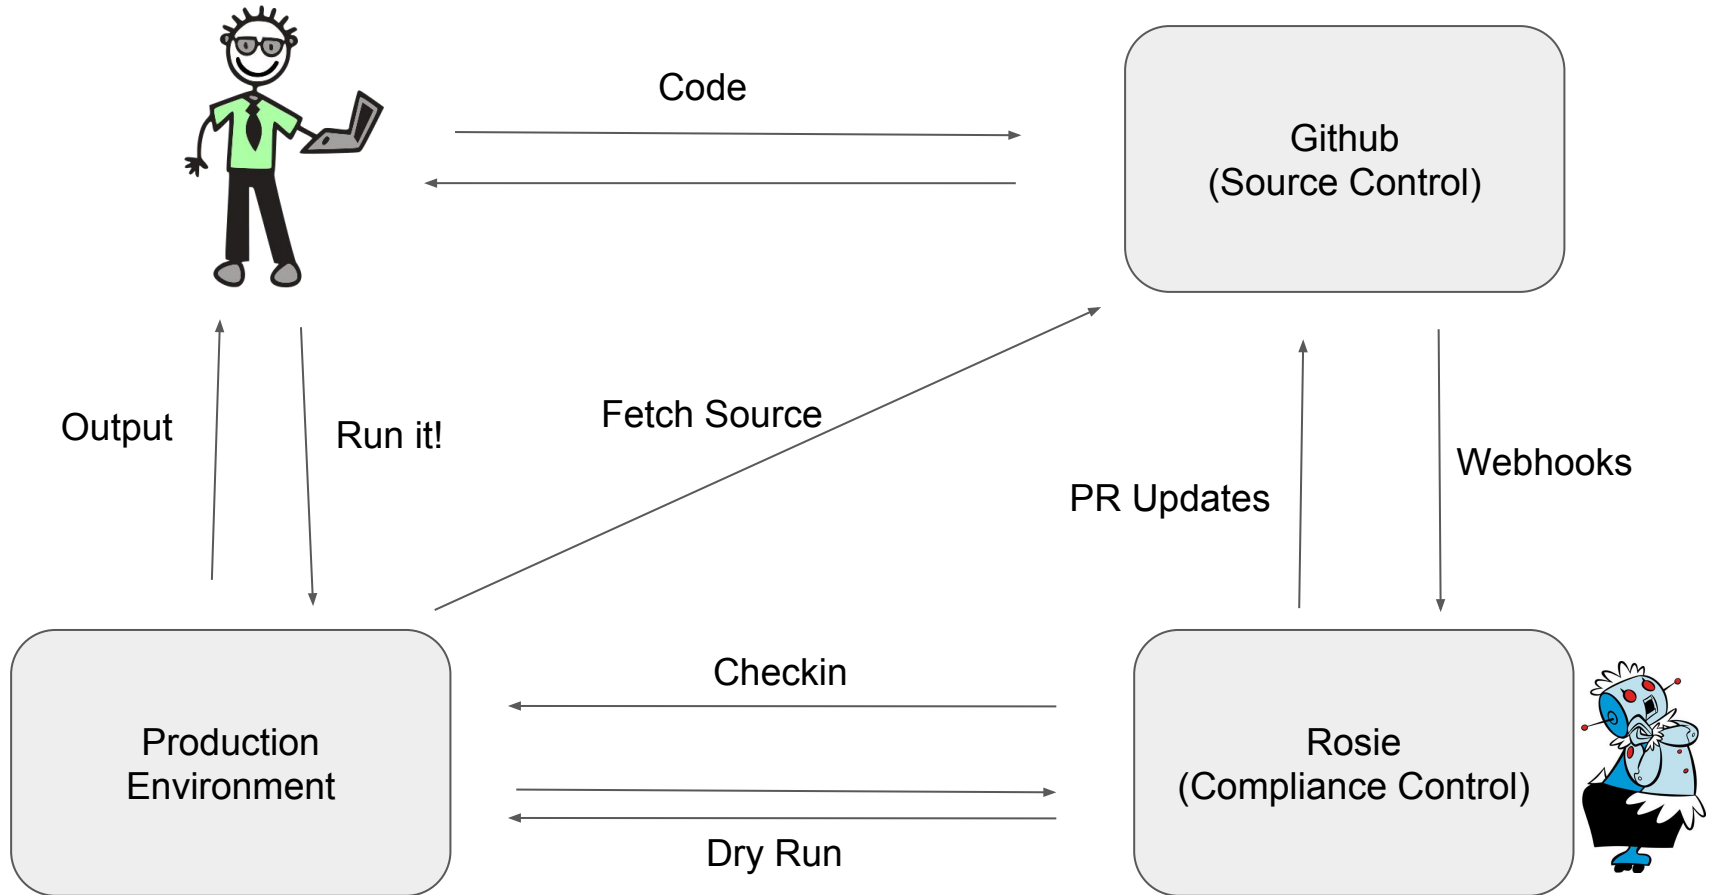 Code
Github
(Source Control)
Output
Run it!
Fetch Source
PR Updates
Webhooks
Checkin
Production
Environment
Rosie
(Compliance Control)
Dry Run